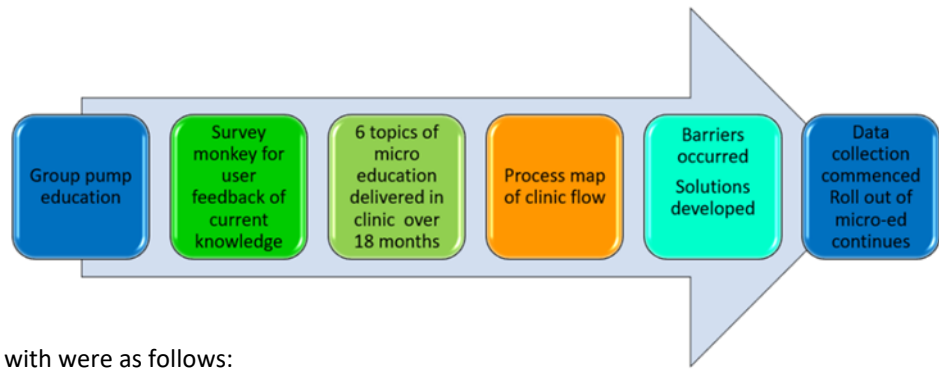 Group pump
education
Survey
monkey for
user
feedback of
current
knowledge
6 topics of
micro
education
delivered in
clinic over
18 months
Process map
of clinic flow
Barriers
occurred
Solutions
developed
Data
collection
commenced
Roll out of
micro-ed
continues
with were as follows: